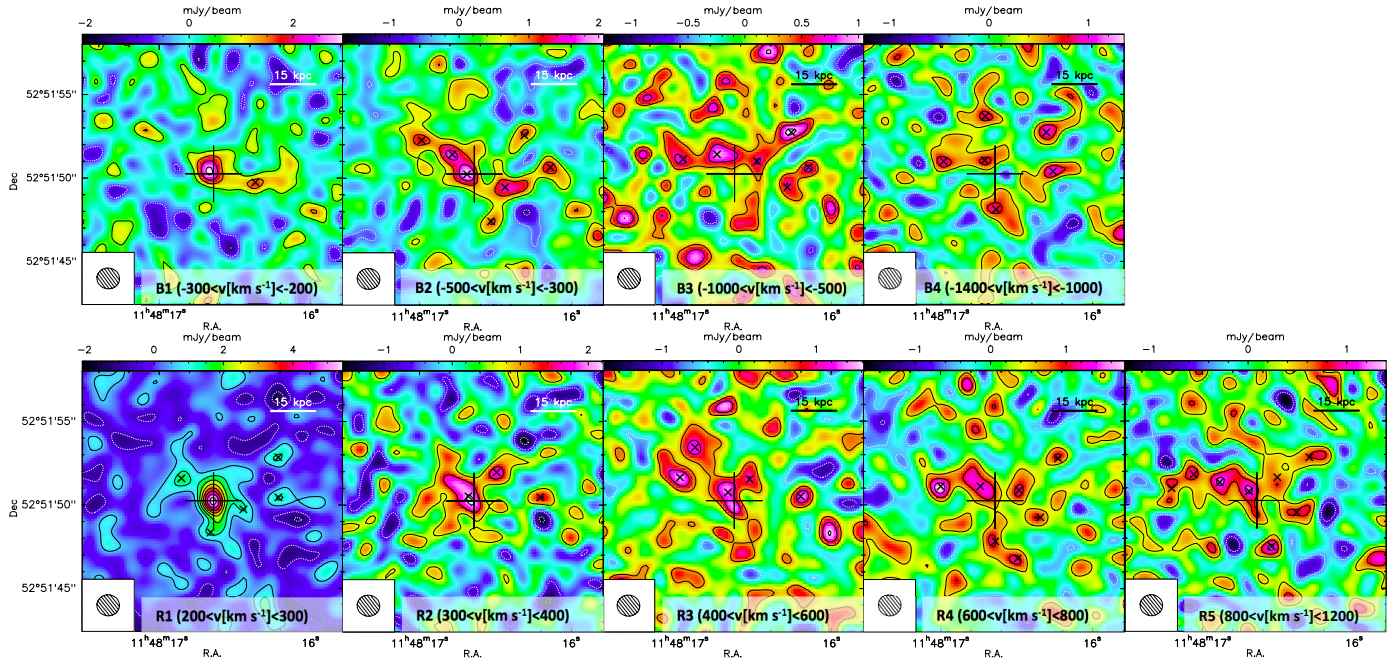 mJy/beam mJy/beam mJy/beam mJy/beam
−2 0 2 −1 0 1 2 −1 −0.5 0 0.5 1 −1 0 1
Dec
52°51'55''
52°51'50''
52°51'45''
15 kpc 15 kpc 15 kpc 15 kpc
B1 (-300<v[km s⁻¹]<-200) B2 (-500<v[km s⁻¹]<-300) B3 (-1000<v[km s⁻¹]<-500) B4 (-1400<v[km s⁻¹]<-1000)
11ʰ48ᵐ17ˢ 16ˢ 11ʰ48ᵐ17ˢ 16ˢ 11ʰ48ᵐ17ˢ 16ˢ 11ʰ48ᵐ17ˢ 16ˢ
R.A. R.A. R.A. R.A.
mJy/beam mJy/beam mJy/beam mJy/beam mJy/beam
−2 0 2 4 −1 0 1 2 −1 0 1 −1 0 1 −1 0 1
Dec
52°51'55''
52°51'50''
52°51'45''
15 kpc 15 kpc 15 kpc 15 kpc 15 kpc
R1 (200<v[km s⁻¹]<300) R2 (300<v[km s⁻¹]<400) R3 (400<v[km s⁻¹]<600) R4 (600<v[km s⁻¹]<800) R5 (800<v[km s⁻¹]<1200)
11ʰ48ᵐ17ˢ 16ˢ 11ʰ48ᵐ17ˢ 16ˢ 11ʰ48ᵐ17ˢ 16ˢ 11ʰ48ᵐ17ˢ 16ˢ 11ʰ48ᵐ17ˢ 16ˢ
R.A. R.A. R.A. R.A. R.A.